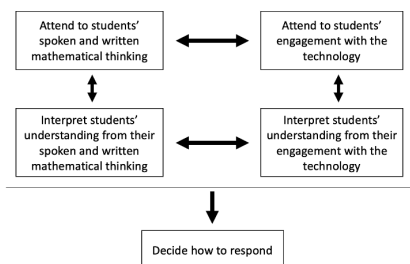 Attend to students'
spoken and written
mathematical thinking
Attend to students'
engagement with the
technology
Interpret students'
understanding from their
spoken and written
mathematical thinking
Interpret students'
understanding from their
engagement with the
technology
Decide how to respond